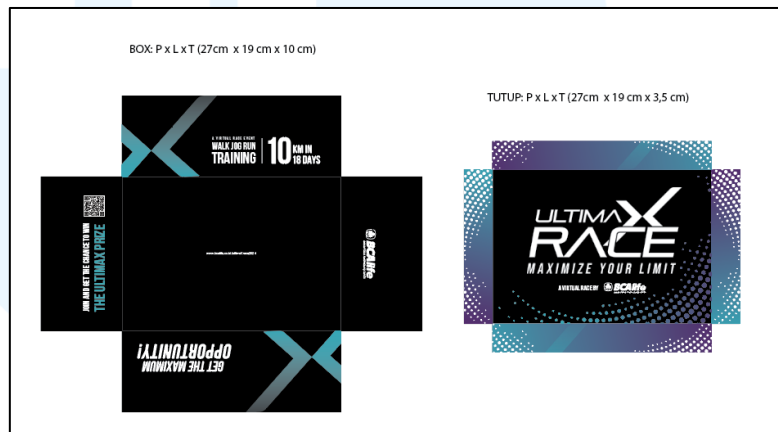 BOX: P x L x T (27cm x 19 cm x 10 cm)
A VIRTUAL RACE EVENT
WALK JOG RUN
TRAINING
10 KM IN
18 DAYS
JOIN AND GET THE CHANCE TO WIN
THE ULTIMAX PRIZE
BCAlife
GET THE MAXIMUM
OPPORTUNITY!
TUTUP: P x L x T (27cm x 19 cm x 3,5 cm)
ULTIMAX
RACE
MAXIMIZE YOUR LIMIT
A VIRTUAL RACE BY BCAlife